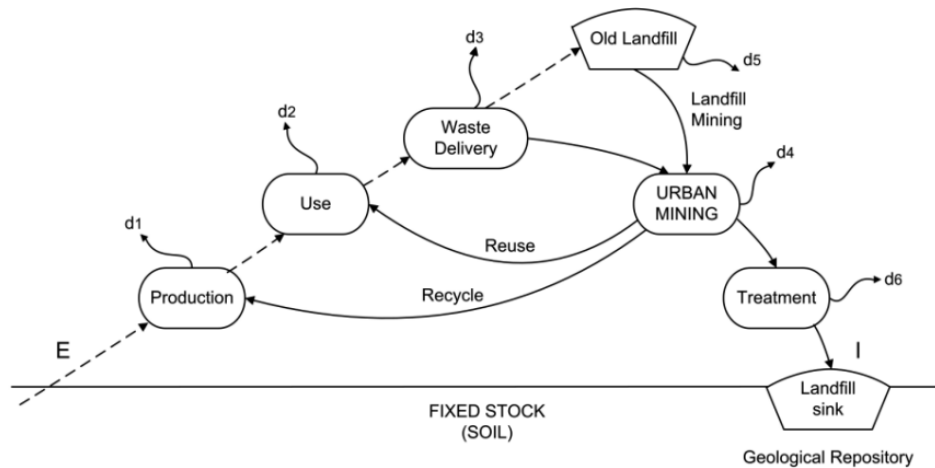 d3
Old Landfill
d5
d2
Waste
Delivery
Landfill
Mining
d4
Use
URBAN
MINING
d1
Reuse
Production
Recycle
Treatment
d6
E
I
Landfill
sink
FIXED STOCK
(SOIL)
Geological Repository